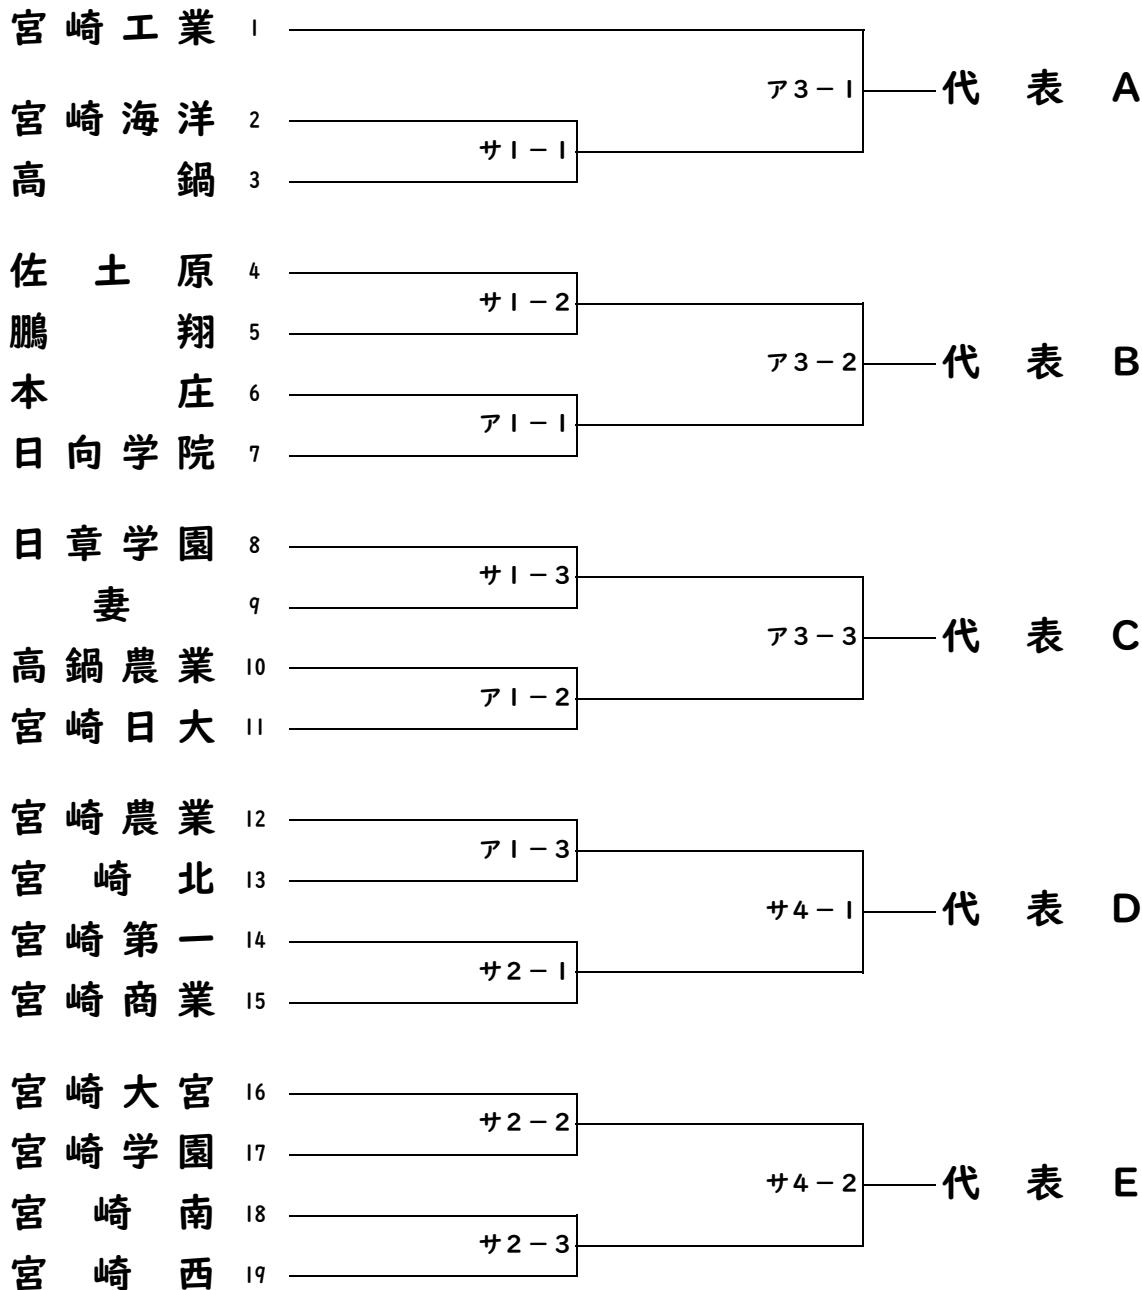 宮崎工業 1
ア3-1 代表 A
宮崎海洋 2
サ1-1
高鍋 3
佐土原 4
サ1-2
鵬翔 5
ア3-2 代表 B
本庄 6
ア1-1
日向学院 7
日章学園 8
サ1-3
妻 9
ア3-3 代表 C
高鍋農業 10
ア1-2
宮崎日大 11
宮崎農業 12
ア1-3
宮崎北 13
サ4-1 代表 D
宮崎第一 14
サ2-1
宮崎商業 15
宮崎大宮 16
サ2-2
宮崎学園 17
サ4-2 代表 E
宮崎南 18
サ2-3
宮崎西 19